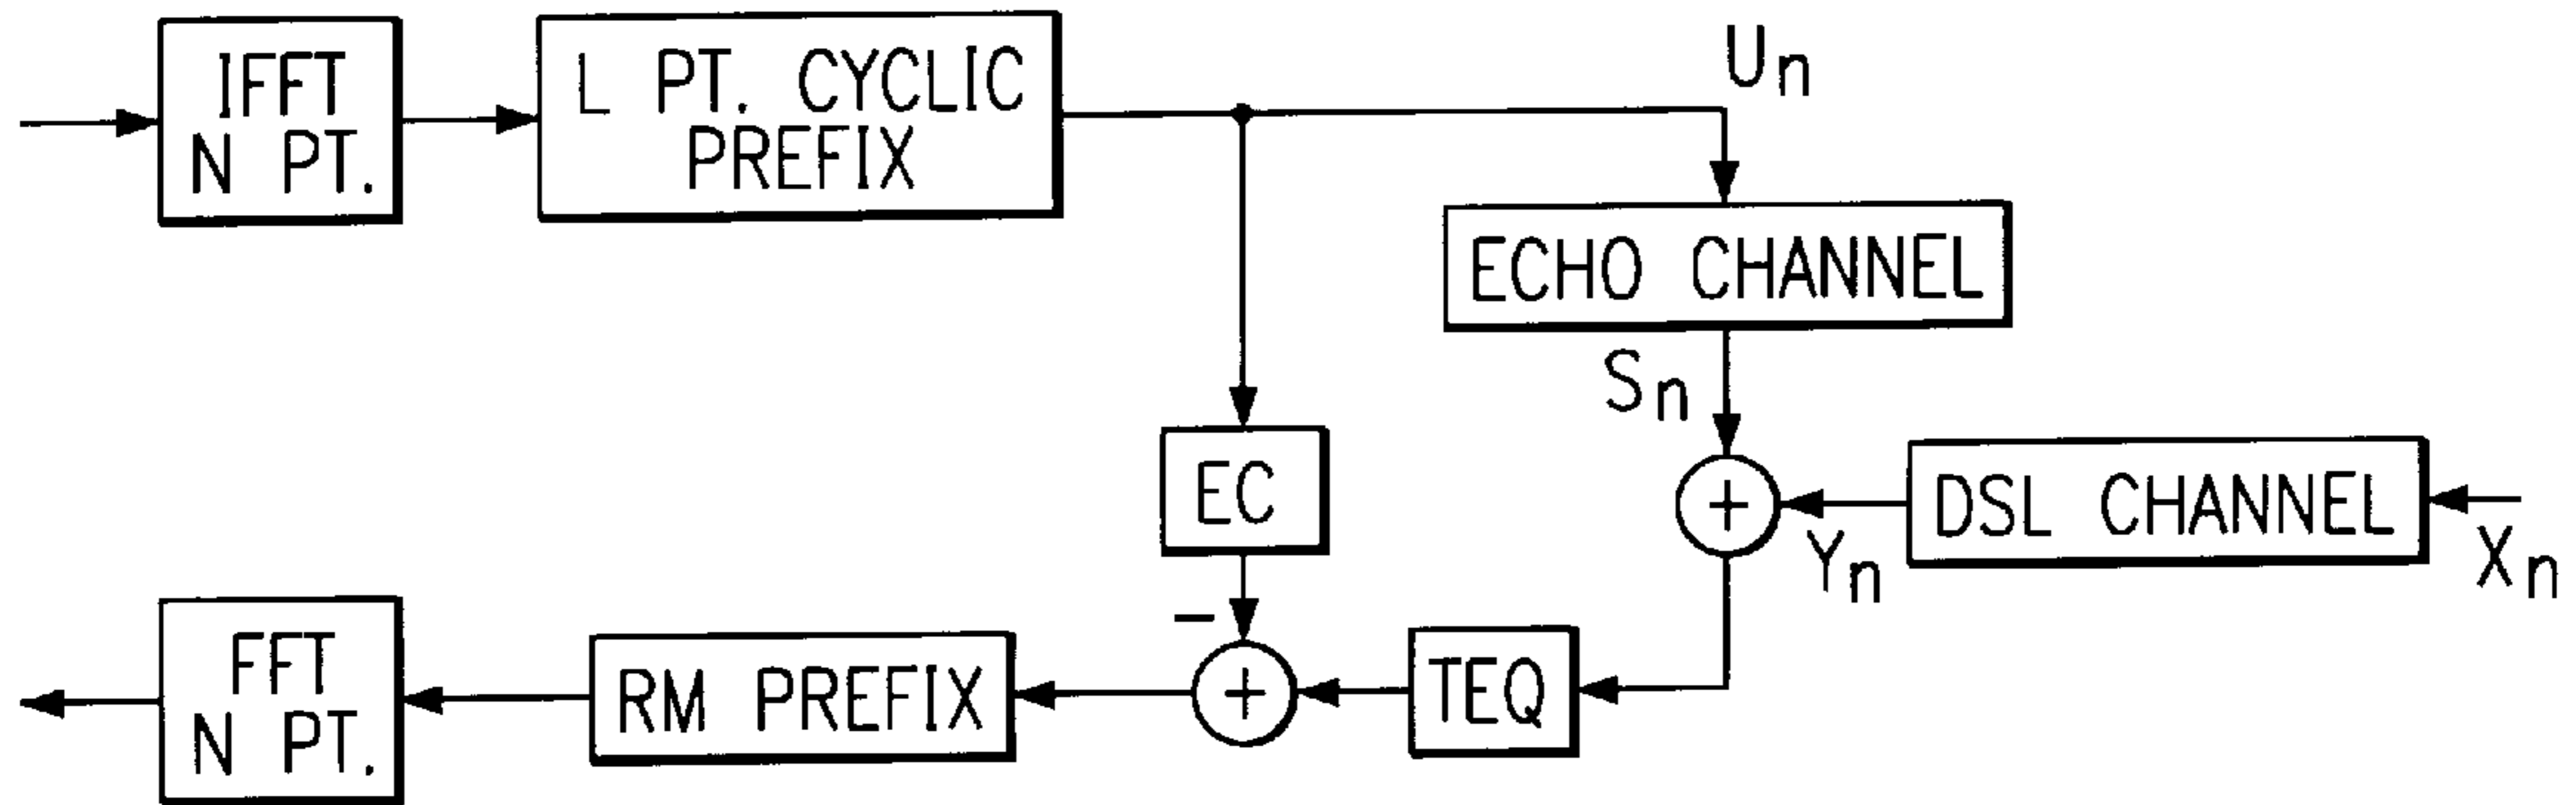 IFFT
N PT.
L PT. CYCLIC
PREFIX
Un
ECHO CHANNEL
Sn
EC
+
DSL CHANNEL
Yn
Xn
-
FFT
N PT.
RM PREFIX
+
TEQ